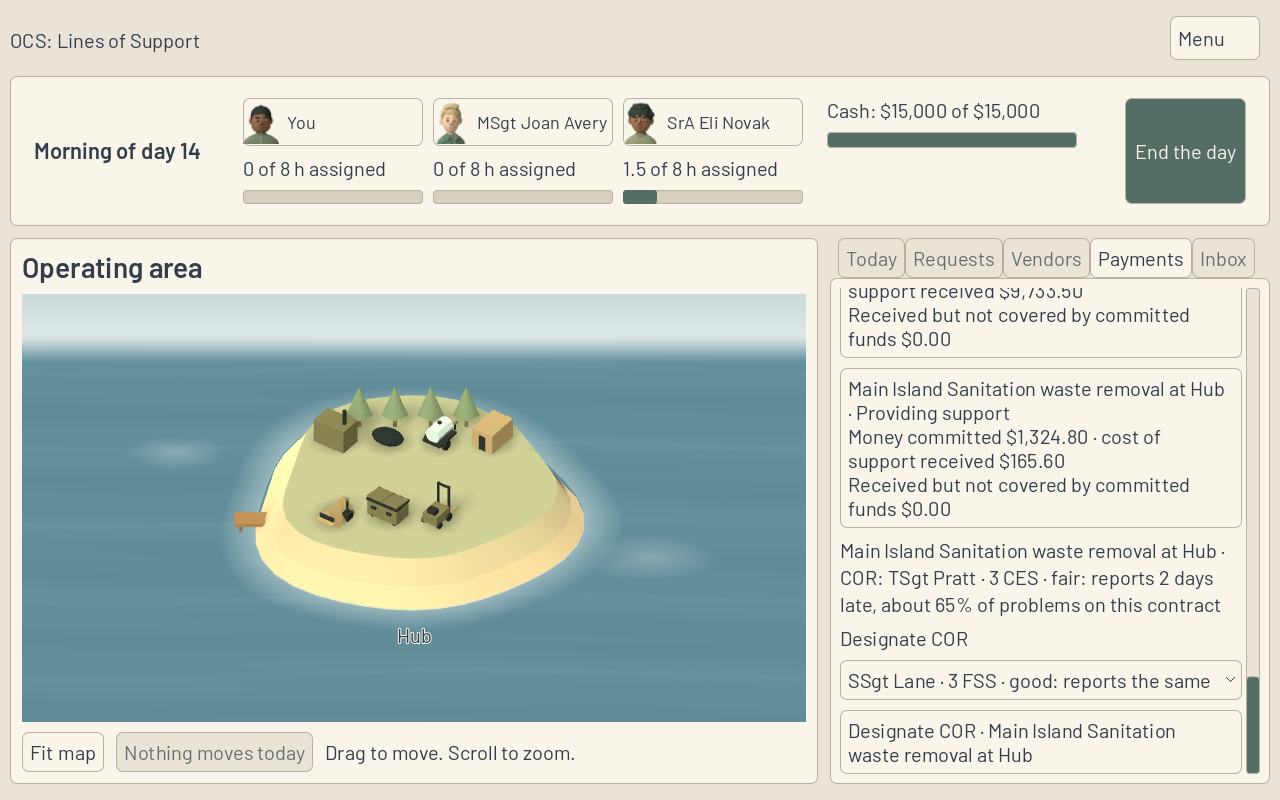 OCS: Lines of Support
Menu
Morning of day 14
You
0 of 8 h assigned
MSgt Joan Avery
0 of 8 h assigned
SrA Eli Novak
1.5 of 8 h assigned
Cash: $15,000 of $15,000
End the day
Operating area
Hub
Fit map
Nothing moves today
Drag to move. Scroll to zoom.
Today
Requests
Vendors
Payments
Inbox
support received $9,733.50
Received but not covered by committed
funds $0.00
Main Island Sanitation waste removal at Hub
· Providing support
Money committed $1,324.80 · cost of
support received $165.60
Received but not covered by committed
funds $0.00
Main Island Sanitation waste removal at Hub ·
COR: TSgt Pratt · 3 CES · fair: reports 2 days
late, about 65% of problems on this contract
Designate COR
SSgt Lane · 3 FSS · good: reports the same
Designate COR · Main Island Sanitation
waste removal at Hub